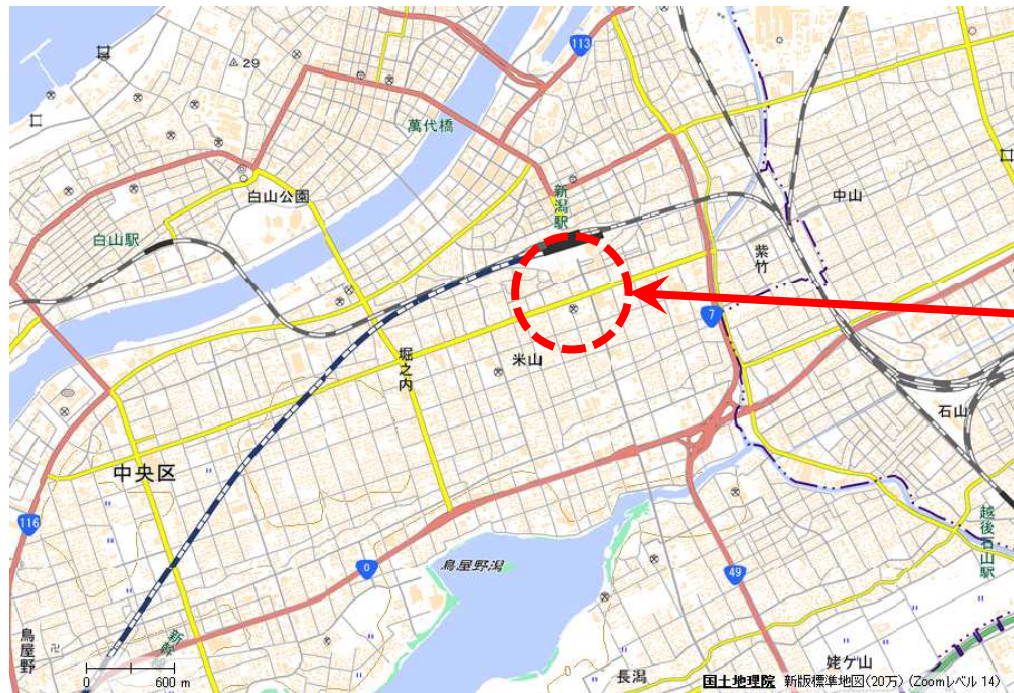 113
29
萬代橋
新潟駅
白山公園
中山
白山駅
紫竹
7
米山
堀之内
石山
中央区
越後石山駅
116
鳥屋野潟
0
49
鳥屋野
新幹
姥ケ山
長潟
0 600 m
国土地理院 新版標準地図(20万) (Zoomレベル 14)